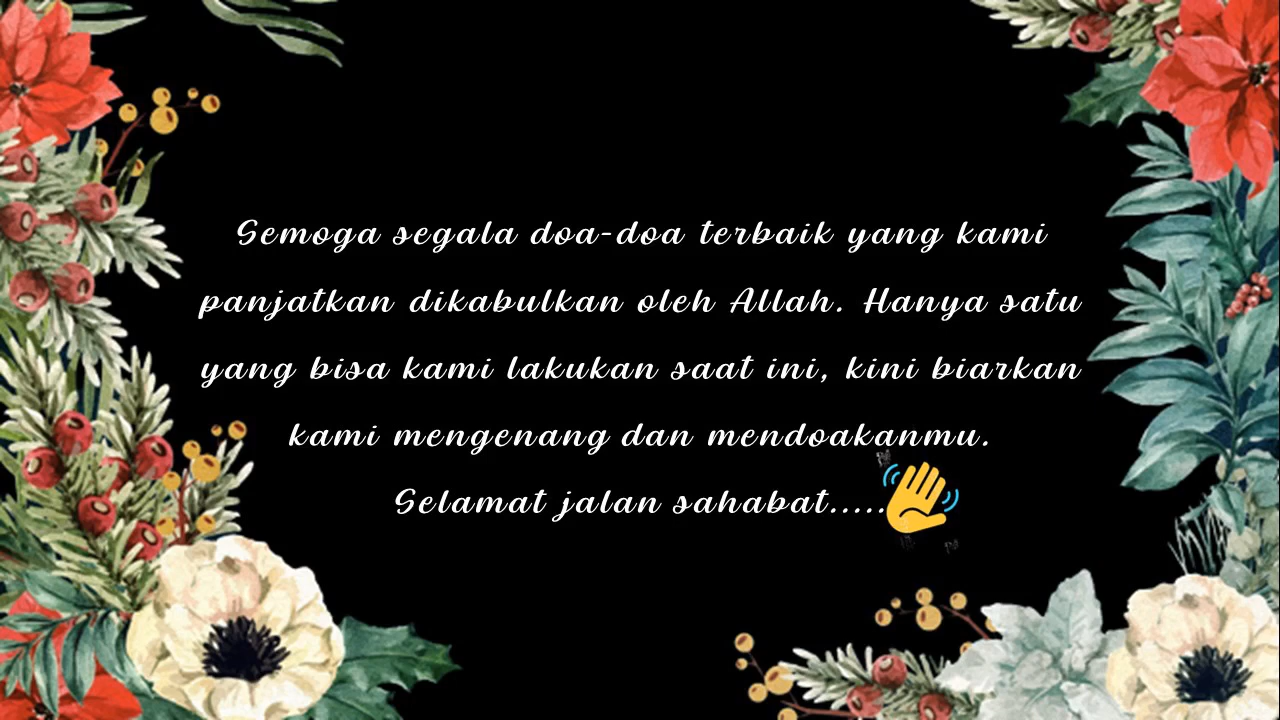 Semoga segala doa-doa terbaik yang kami
panjatkan dikabulkan oleh Allah. Hanya satu
yang bisa kami lakukan saat ini, kini biarkan
kami mengenang dan mendoakanmu.
Selamat jalan sahabat.....